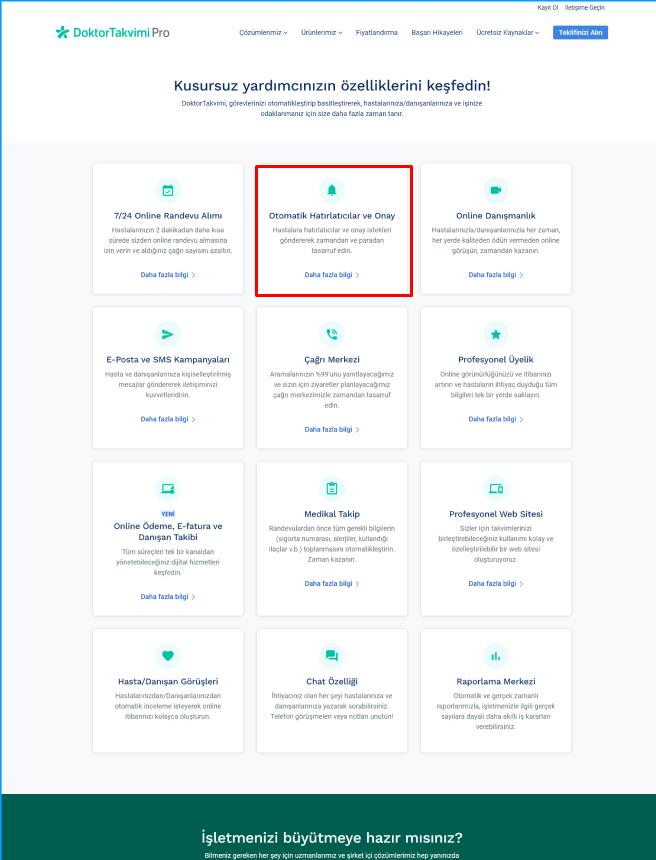 Kayıt Ol İletişime Geçin
DoktorTakvimi Pro
Çözümlerimiz Ürünlerimiz Fiyatlandırma Başarı Hikayeleri Ücretsiz Kaynaklar Teklifinizi Alın
Kusursuz yardımcınızın özelliklerini keşfedin!
DoktorTakvimi, görevlerinizi otomatikleştirip basitleştirerek, hastalarınıza/danışanlarınıza ve işinize
odaklanmanız için size daha fazla zaman tanır.
7/24 Online Randevu Alımı
Hastalarınızın 2 dakikadan daha kısa
sürede sizden online randevu almasına
izin verin ve aldığınız çağrı sayısını azaltın.
Daha fazla bilgi
Otomatik Hatırlatıcılar ve Onay
Hastalara hatırlatıcılar ve onay istekleri
göndererek zamandan ve paradan
tasarruf edin.
Daha fazla bilgi
Online Danışmanlık
Hastalarınızla/danışanlarınızla her zaman,
her yerde kaliteden ödün vermeden online
görüşün, zamandan kazanın.
Daha fazla bilgi
E-Posta ve SMS Kampanyaları
Hasta ve danışanlarınıza kişiselleştirilmiş
mesajlar göndererek iletişiminizi
kuvvetlendirin.
Daha fazla bilgi
Çağrı Merkezi
Aramalarınızın %99'unu yanıtlayacağımız
ve sizin için ziyaretler planlayacağımız
çağrı merkezimizle zamandan tasarruf
edin.
Daha fazla bilgi
Profesyonel Üyelik
Online görünürlüğünüzü ve itibarınızı
artırın ve hastaların ihtiyaç duyduğu tüm
bilgileri tek bir yerde saklayın.
Daha fazla bilgi
YENİ
Online Ödeme, E-fatura ve
Danışan Takibi
Tüm süreçleri tek bir kanaldan
yönetebileceğiniz dijital hizmetleri
keşfedin.
Daha fazla bilgi
Medikal Takip
Randevulardan önce tüm gerekli bilgilerin
(sigorta numarası, alerjiler, kullandığı
ilaçlar v.b.) toplanmasını otomatikleştirin.
Zaman kazanın.
Daha fazla bilgi
Profesyonel Web Sitesi
Sizler için takvimlerinizi
birleştirebileceğiniz kullanımı kolay ve
özelleştirilebilir bir web sitesi
oluşturuyoruz.
Daha fazla bilgi
Hasta/Danışan Görüşleri
Hastalarınızdan/Danışanlarınızdan
otomatik inceleme isteyerek online
itibarınızı kolayca oluşturun.
Chat Özelliği
İhtiyacınız olan her şeyi hastalarınıza ve
danışanlarınıza yazarak sorabilirsiniz.
Telefon görüşmeleri veya notları unutun!
Raporlama Merkezi
Otomatik ve gerçek zamanlı
raporlarımızla, işletmenizle ilgili gerçek
sayılara dayalı daha akıllı iş kararları
verebilirsiniz.
İşletmenizi büyütmeye hazır mısınız?
Bilmeniz gereken her şey için uzmanlarımız ve şirket içi çözümlerimiz hep yanınızda